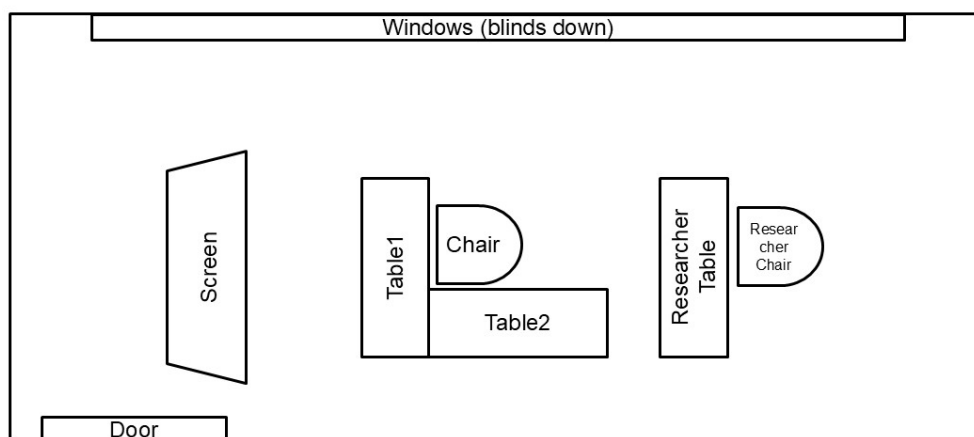 Windows (blinds down)
Screen
Table1
Chair
Table2
Researcher
Table
Resear
cher
Chair
Door